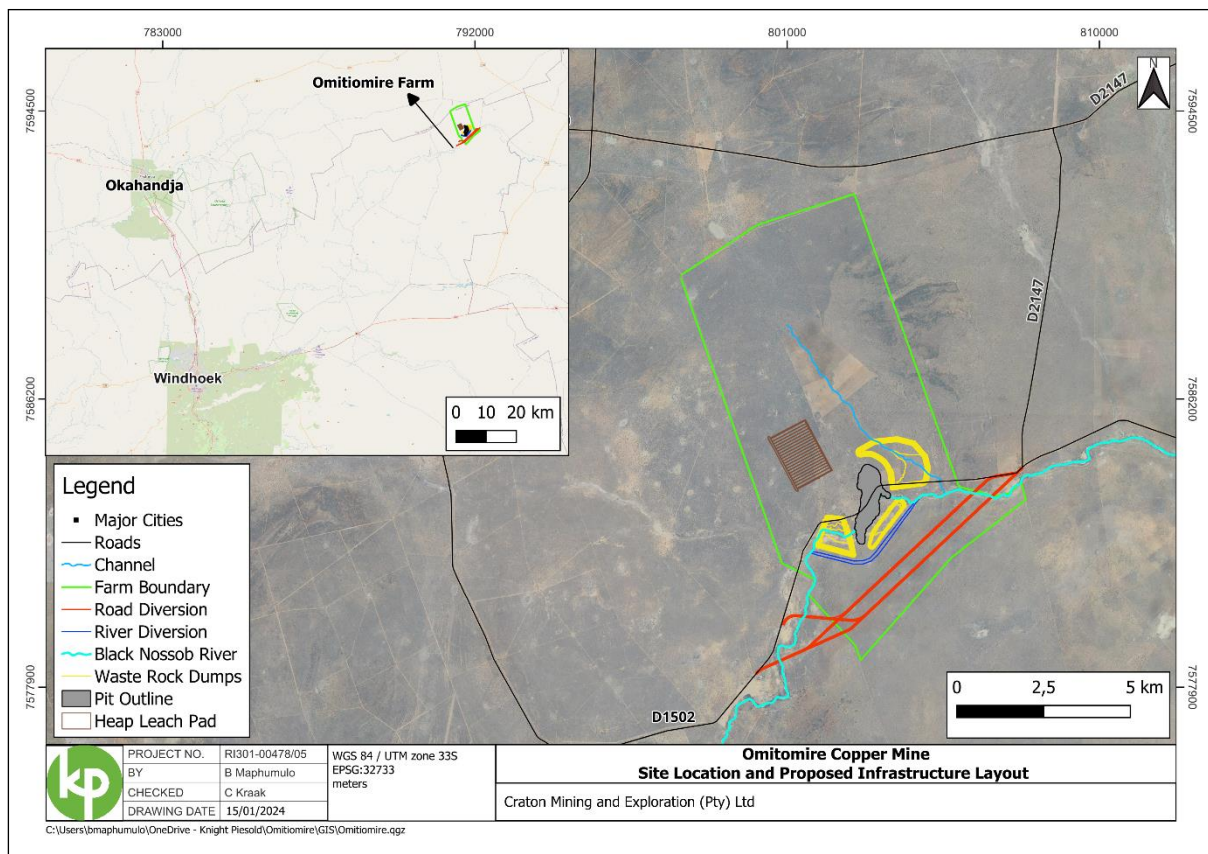 783000
792000
801000
810000
7594500
7586200
7577900
7594500
7586200
7577900
Omitiomire Farm
Okahandja
Windhoek
0 10 20 km
N
D2147
D2147
D1502
0 2,5 5 km
Legend
Major Cities
Roads
Channel
Farm Boundary
Road Diversion
River Diversion
Black Nossob River
Waste Rock Dumps
Pit Outline
Heap Leach Pad
kp
PROJECT NO. RI301-00478/05
BY B Maphumulo
CHECKED C Kraak
DRAWING DATE 15/01/2024
WGS 84 / UTM zone 33S
EPSG:32733
meters
Omitiomire Copper Mine
Site Location and Proposed Infrastructure Layout
Craton Mining and Exploration (Pty) Ltd
C:\Users\bmaphumulo\OneDrive - Knight Piesold\Omitiomire\GIS\Omitiomire.qgz